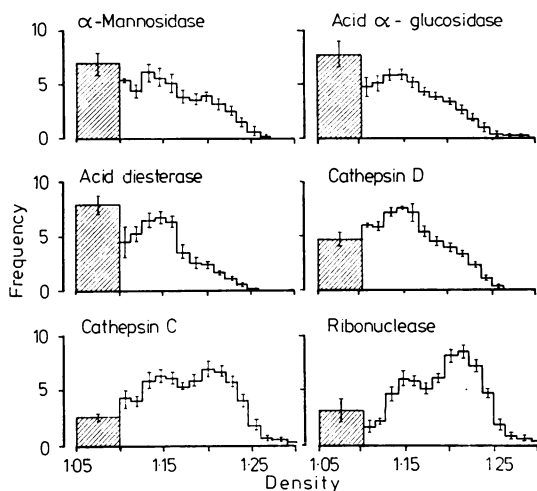 α-Mannosidase
Acid α- glucosidase
10
5
0
Acid diesterase
Cathepsin D
10
5
0
Cathepsin C
Ribonuclease
10
5
0
1·05
1·15
1·25
1·05
1·15
1·25
Frequency
Density